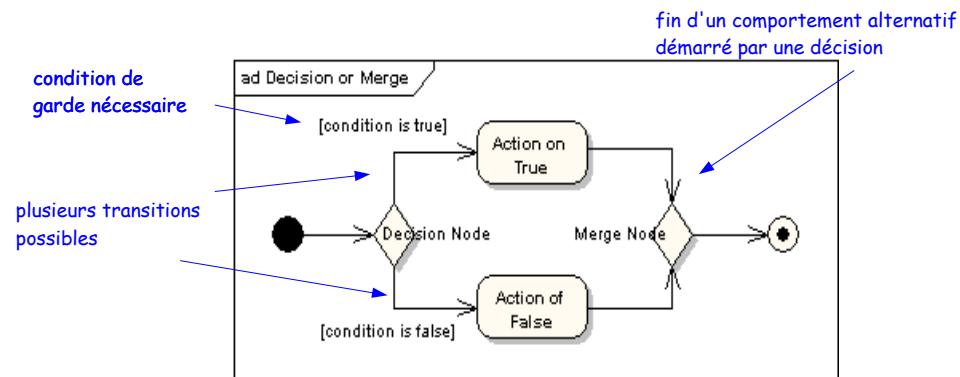 fin d'un comportement alternatif
démarré par une décision
condition de
garde nécessaire
ad Decision or Merge
[condition is true]
Action on
True
plusieurs transitions
possibles
Decision Node
Merge Node
Action of
False
[condition is false]